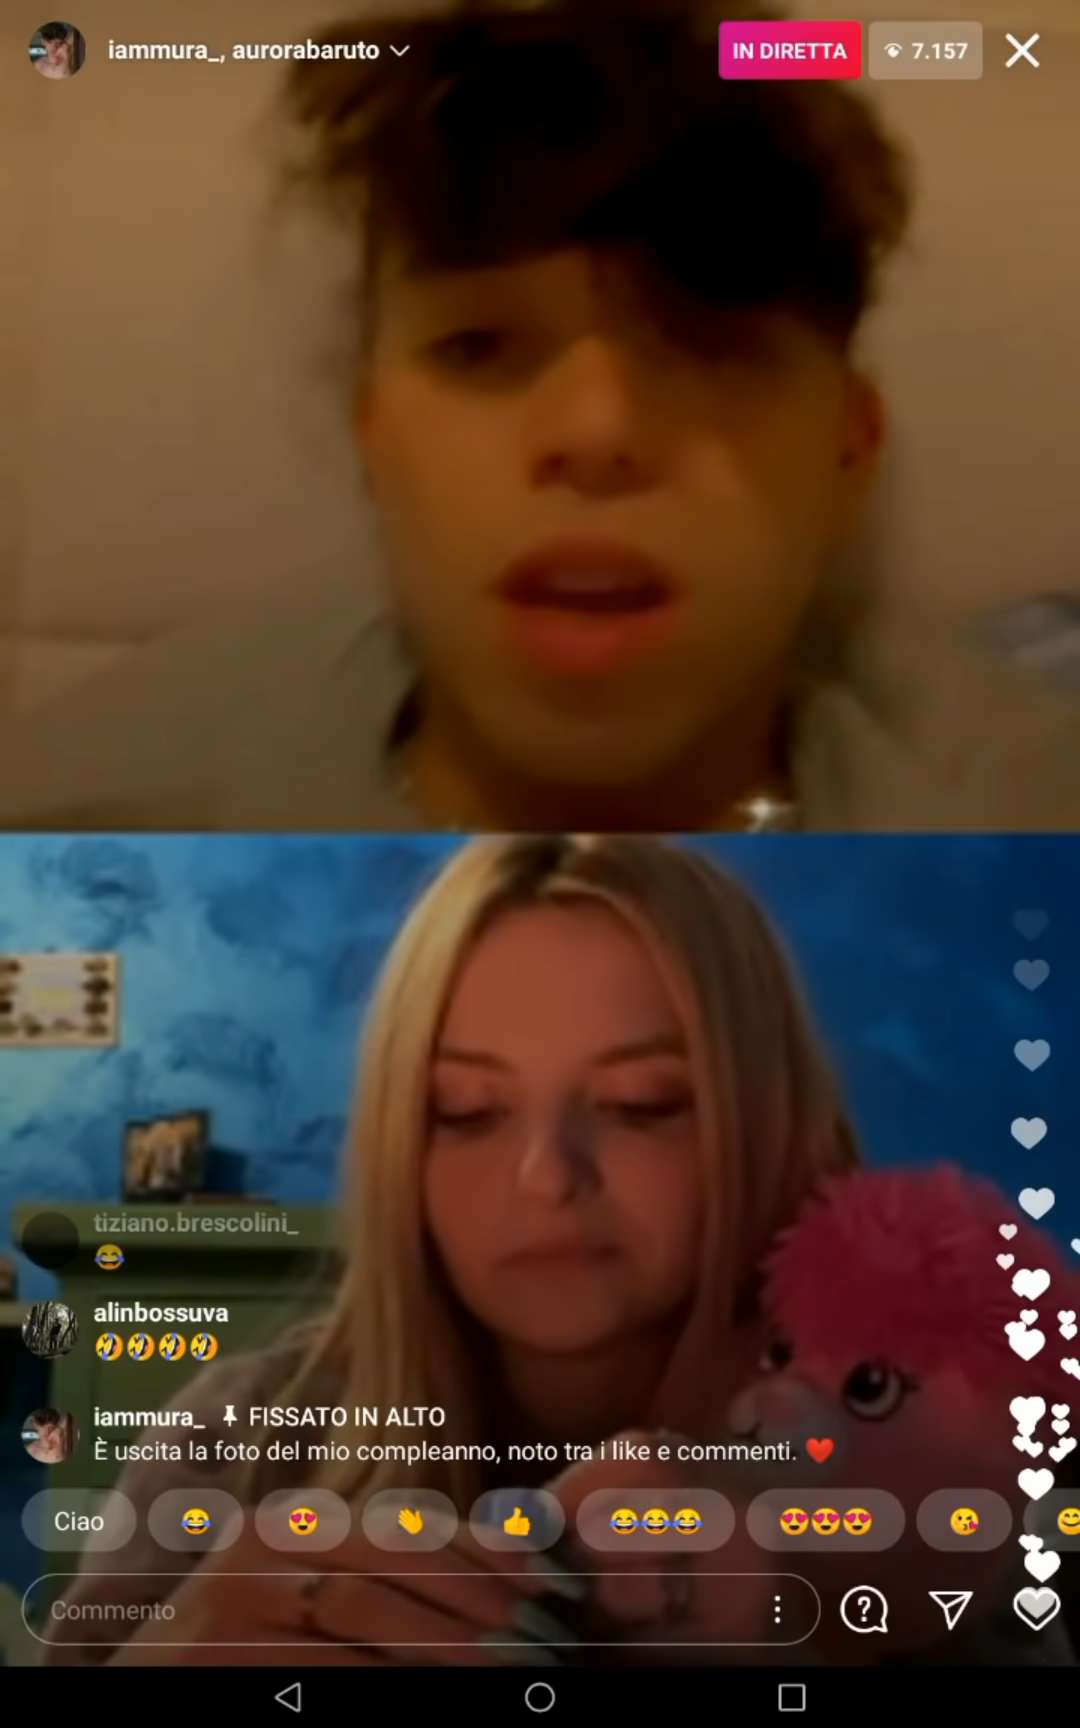 iammura_, aurorabaruto
IN DIRETTA
7.157
tiziano.brescolini_
😂
alinbossuva
🤣🤣🤣🤣
iammura_ 📌 FISSATO IN ALTO
È uscita la foto del mio compleanno, noto tra i like e commenti. ❤️
Ciao 😂 😍 👋 👍 😂😂😂 😍😍😍 😘 😊
Commento